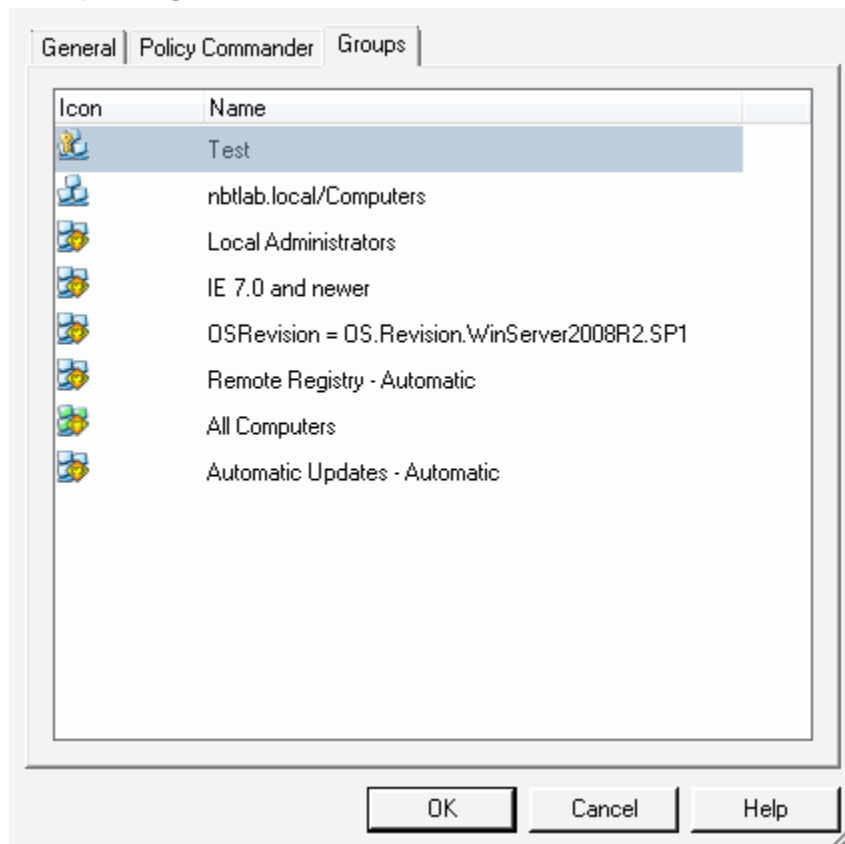 General Policy Commander Groups
Icon Name
Test
nbtlab.local/Computers
Local Administrators
IE 7.0 and newer
OSRevision = OS.Revision.WinServer2008R2.SP1
Remote Registry - Automatic
All Computers
Automatic Updates - Automatic
OK Cancel Help